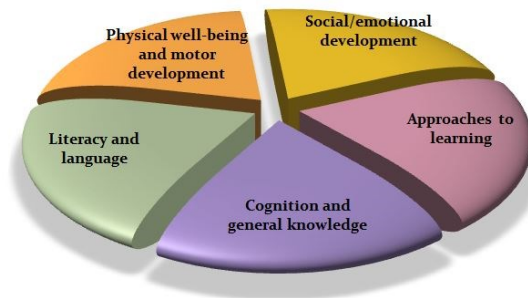 Physical well-being
and motor
development
Social/emotional
development
Literacy and
language
Approaches to
learning
Cognition and
general knowledge